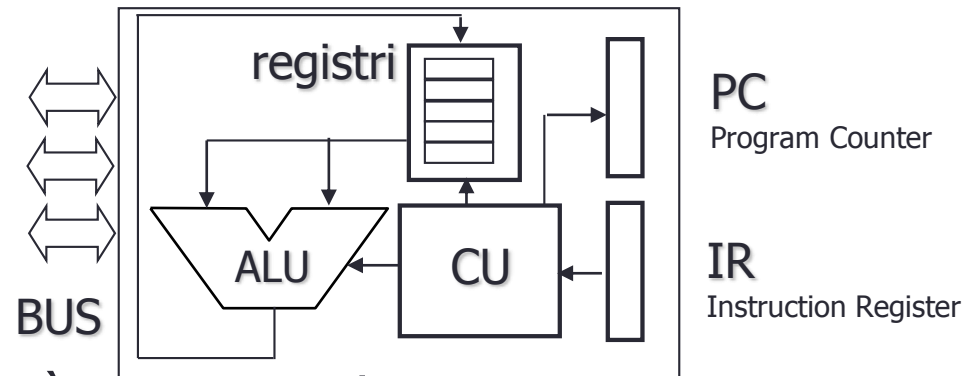 registri
PC
Program Counter
ALU
CU
IR
Instruction Register
BUS